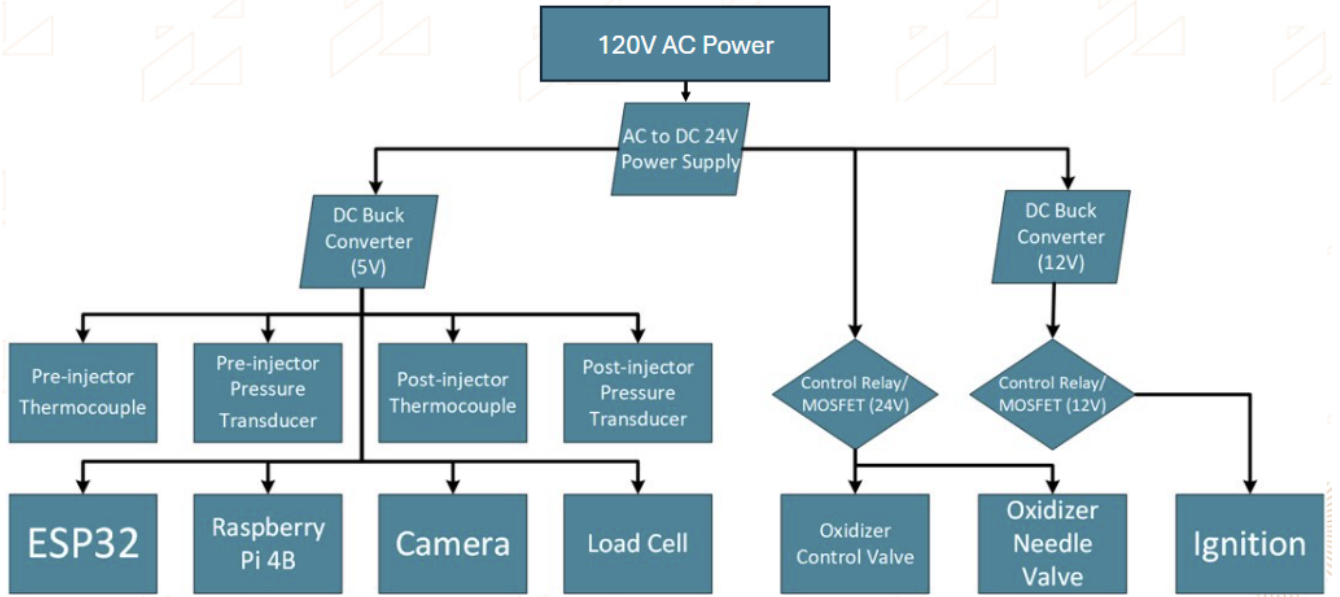 120V AC Power
AC to DC 24V
Power Supply
DC Buck
Converter
(5V)
DC Buck
Converter
(12V)
Pre-injector
Thermocouple
Pre-injector
Pressure
Transducer
Post-injector
Thermocouple
Post-injector
Pressure
Transducer
Control Relay/
MOSFET (24V)
Control Relay/
MOSFET (12V)
ESP32
Raspberry
Pi 4B
Camera
Load Cell
Oxidizer
Control Valve
Oxidizer
Needle
Valve
Ignition